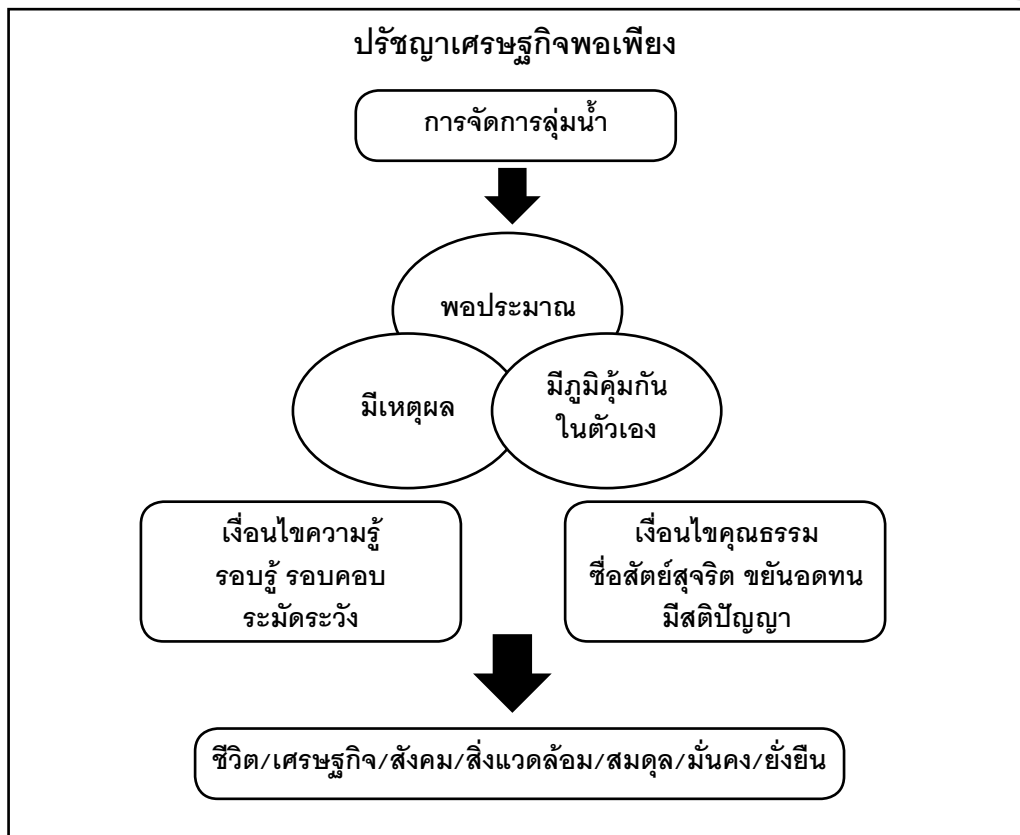 ปรัชญาเศรษฐกิจพอเพียง
การจัดการลุ่มน้ำ
พอประมาณ
มีเหตุผล
มีภูมิคุ้มกัน
ในตัวเอง
เงื่อนไขความรู้
รอบรู้ รอบคอบ
ระมัดระวัง
เงื่อนไขคุณธรรม
ซื่อสัตย์สุจริต ขยันอดทน
มีสติปัญญา
ชีวิต/เศรษฐกิจ/สังคม/สิ่งแวดล้อม/สมดุล/มั่นคง/ยั่งยืน